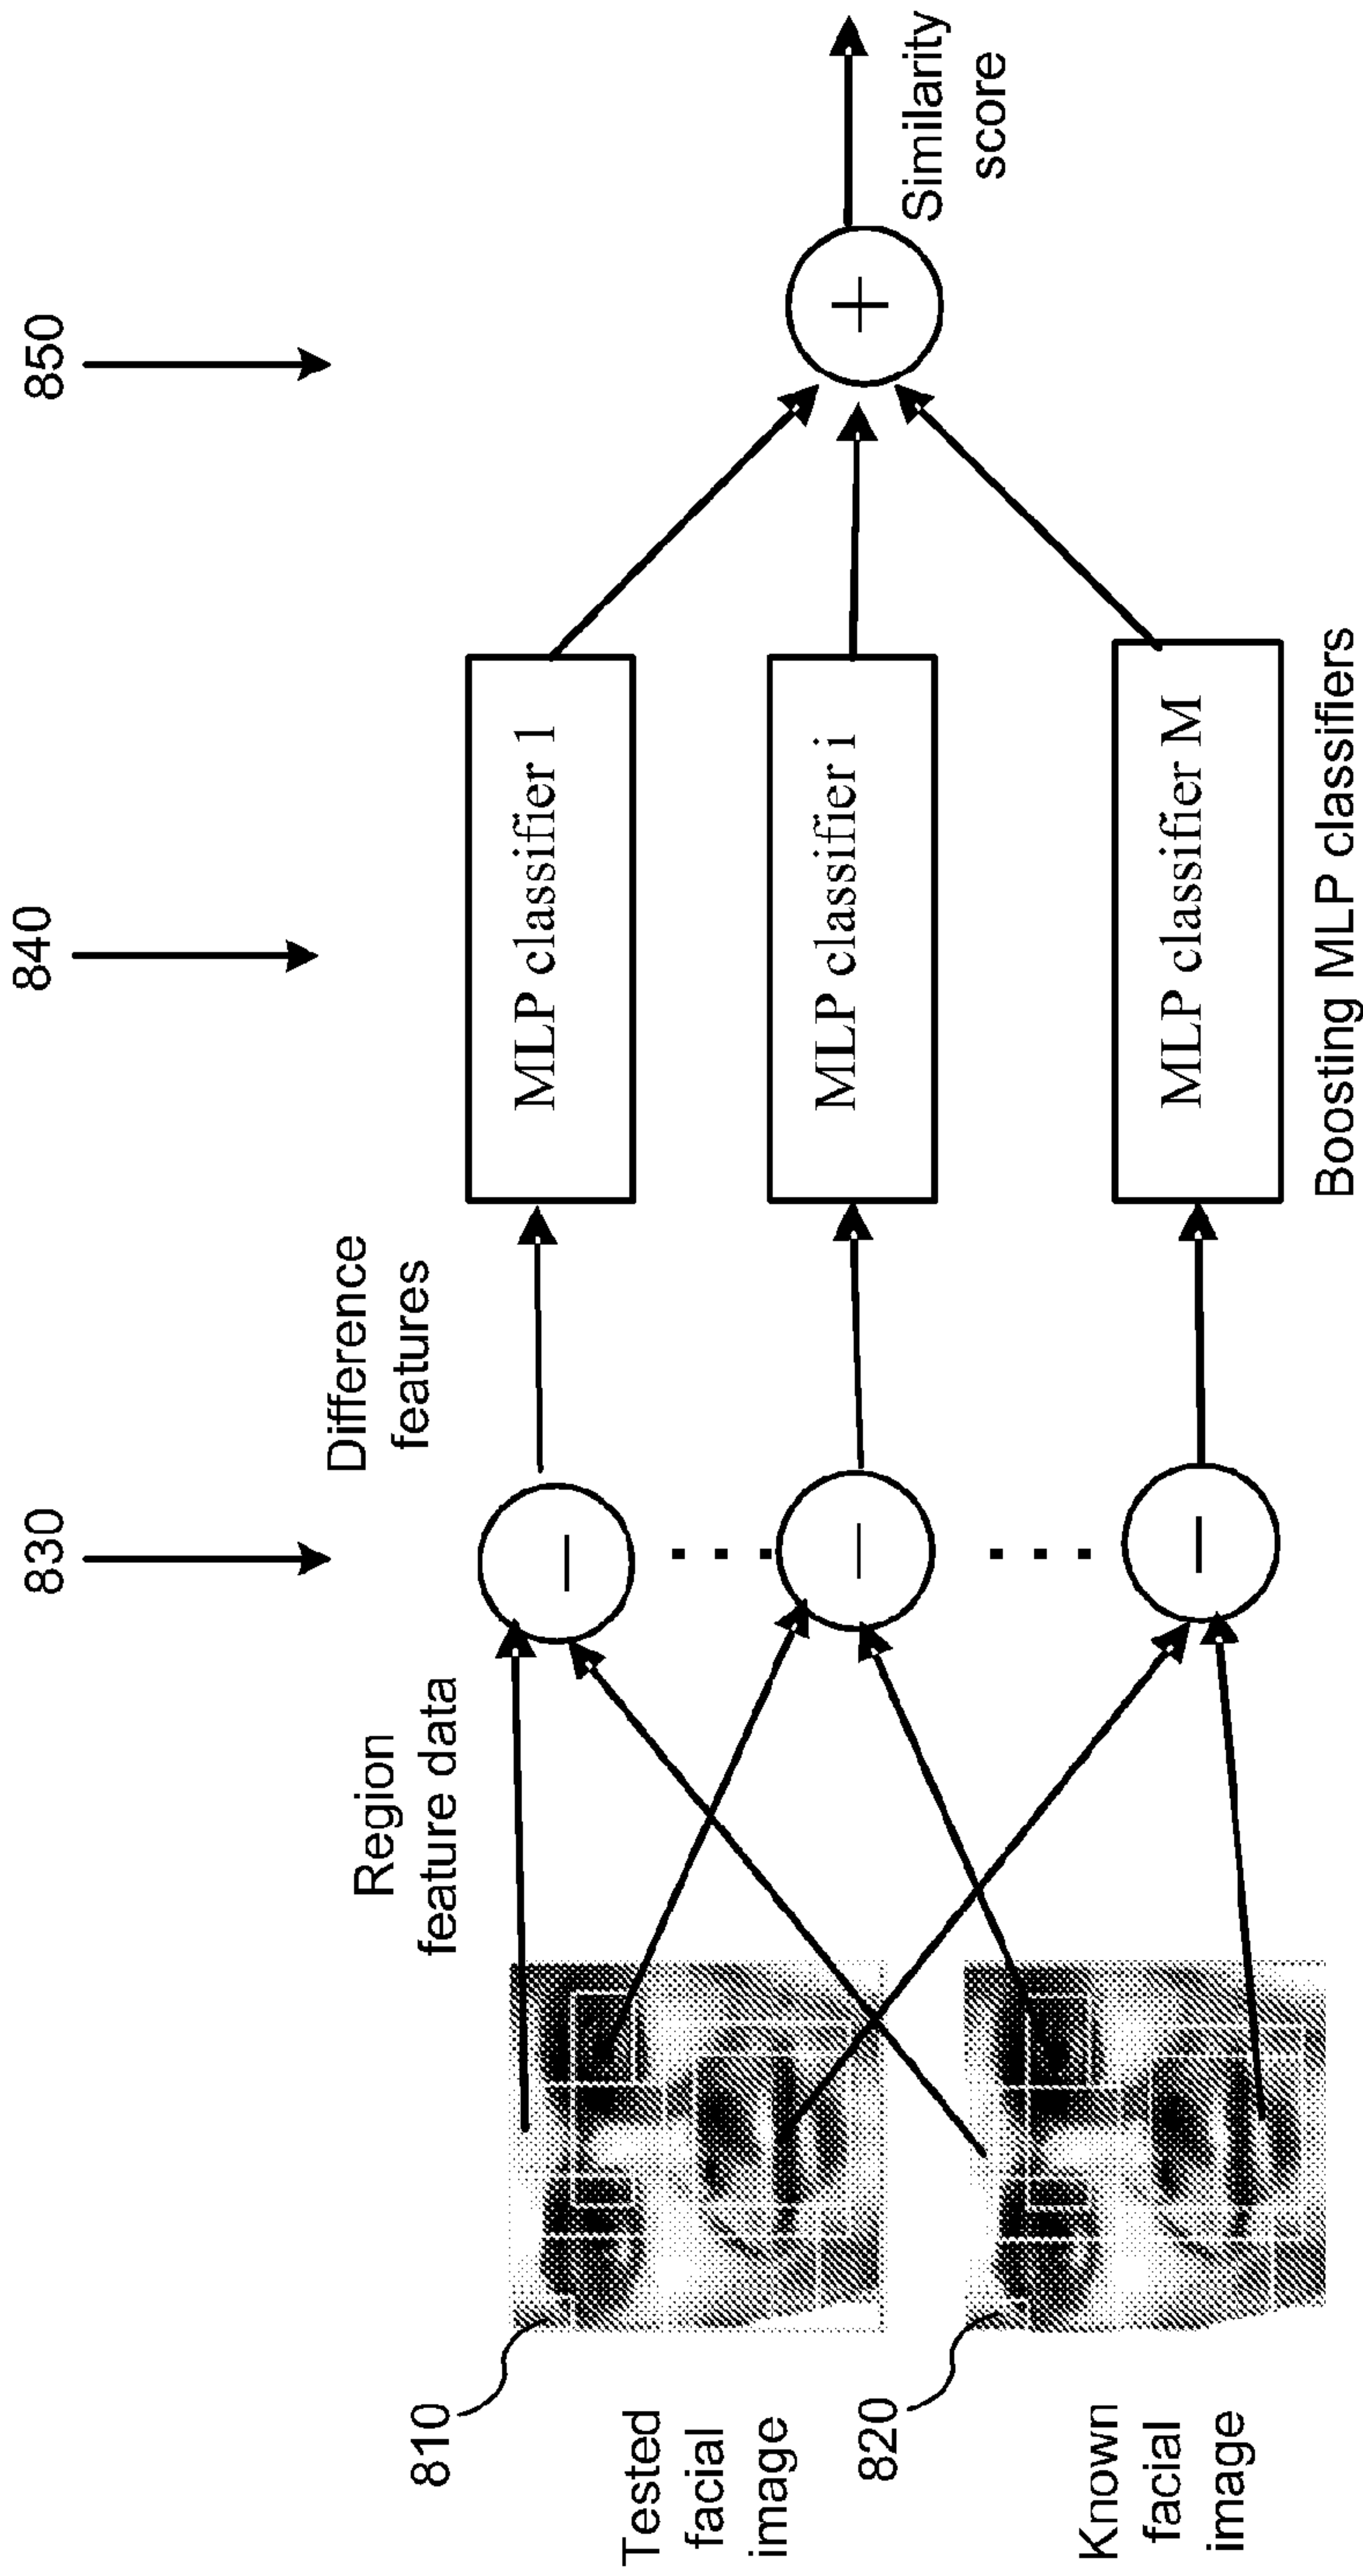 830
840
850
Region
feature data
Difference
features
810
Tested
facial
image
820
Known
facial
image
MLP classifier 1
MLP classifier i
MLP classifier M
Boosting MLP classifiers
Similarity
score